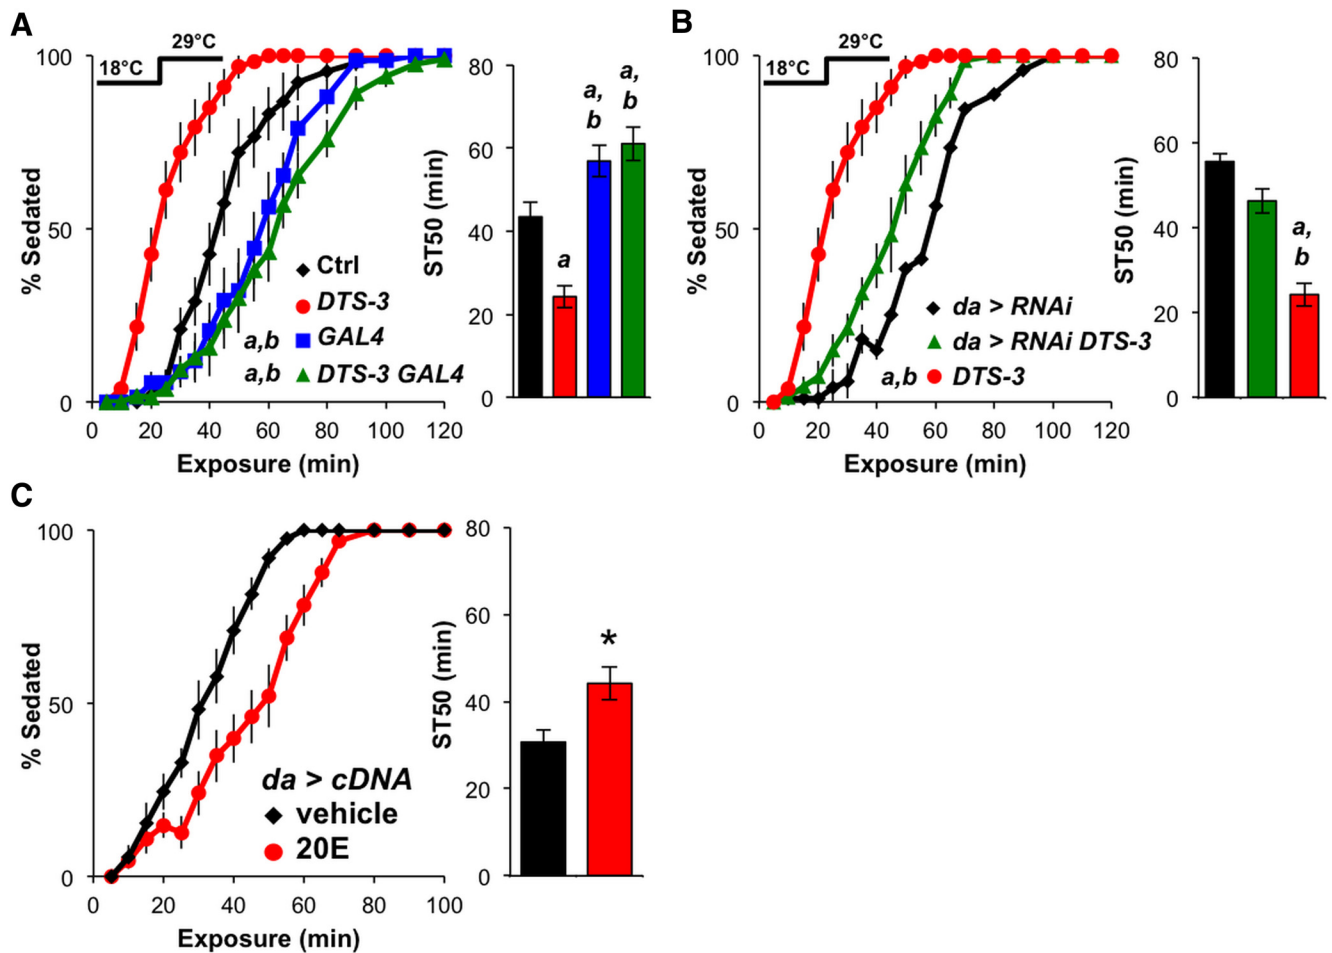 A
29°C
18°C
100
50
0
% Sedated
0 20 40 60 80 100 120
Exposure (min)
Ctrl
DTS-3
a,b GAL4
a,b DTS-3 GAL4
80
60
40
20
0
ST50 (min)
a
a,
b
a,
b
B
29°C
18°C
100
50
0
% Sedated
0 20 40 60 80 100 120
Exposure (min)
da > RNAi
da > RNAi DTS-3
a,b DTS-3
80
60
40
20
0
ST50 (min)
a,
b
C
100
50
0
% Sedated
0 20 40 60 80 100
Exposure (min)
da > cDNA
vehicle
20E
80
60
40
20
0
ST50 (min)
*